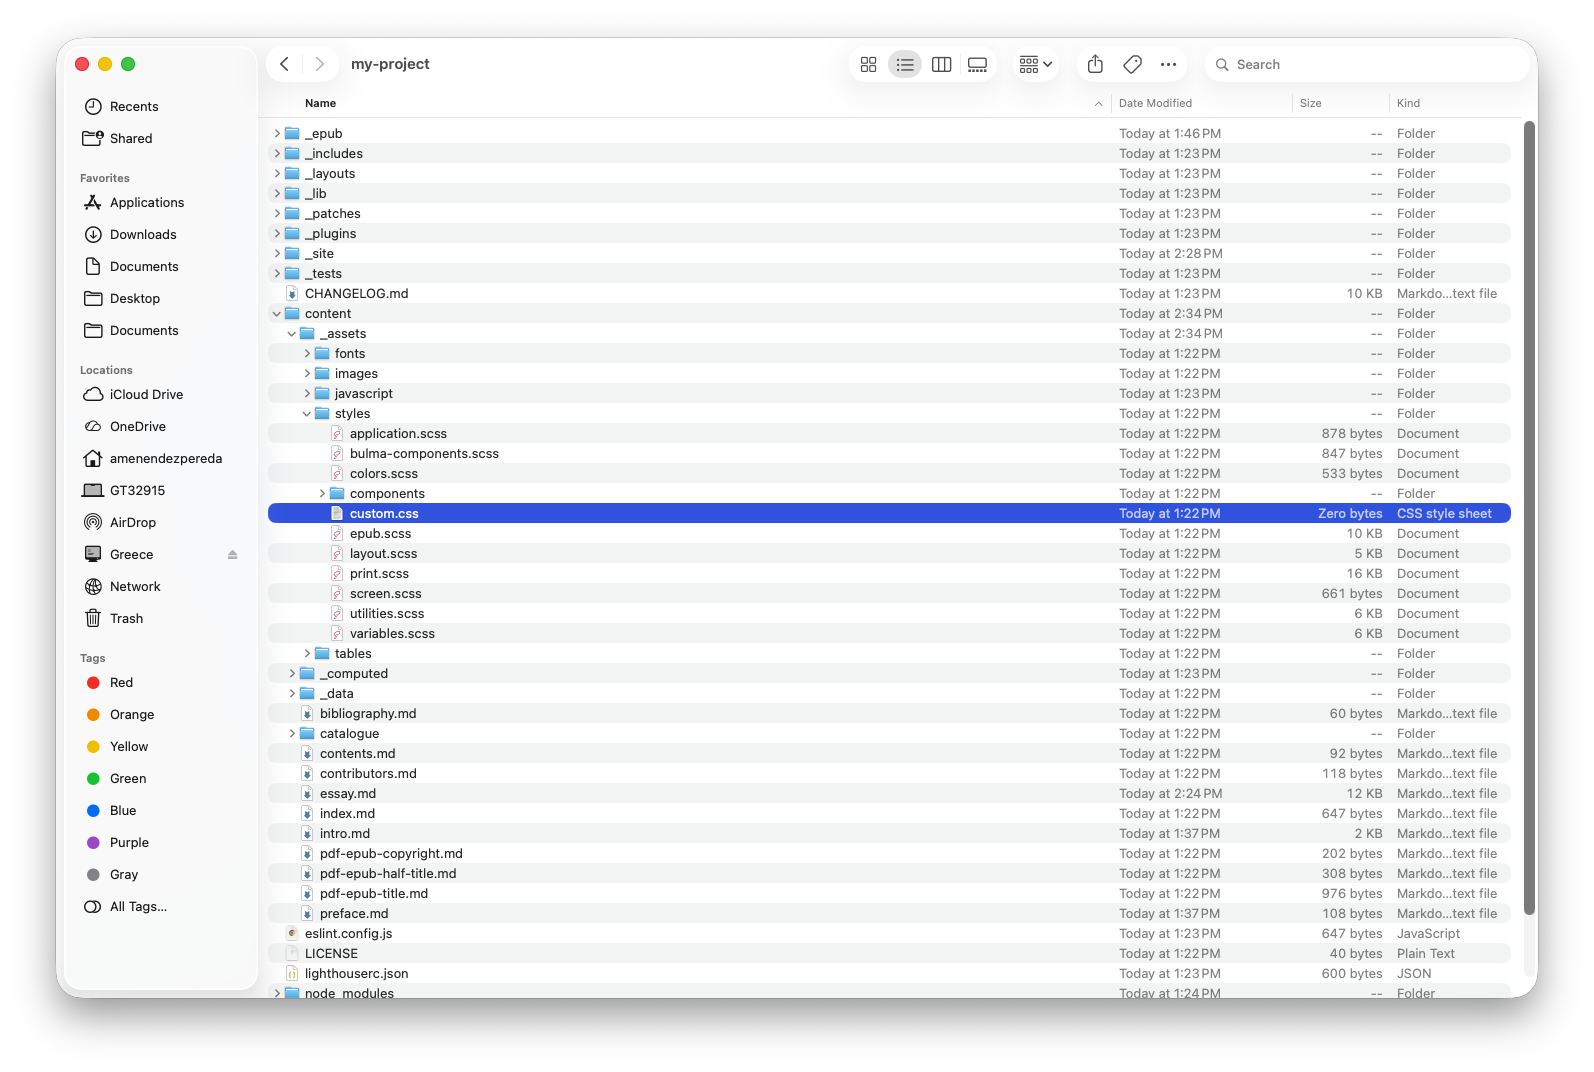 my-project
Search
Recents
Shared
Favorites
Applications
Downloads
Documents
Desktop
Documents
Locations
iCloud Drive
OneDrive
amenendezpereda
GT32915
AirDrop
Greece
Network
Trash
Tags
Red
Orange
Yellow
Green
Blue
Purple
Gray
All Tags...
Name Date Modified Size Kind
_epub Today at 1:46 PM -- Folder
_includes Today at 1:23 PM -- Folder
_layouts Today at 1:23 PM -- Folder
_lib Today at 1:23 PM -- Folder
_patches Today at 1:23 PM -- Folder
_plugins Today at 1:23 PM -- Folder
_site Today at 2:28 PM -- Folder
_tests Today at 1:23 PM -- Folder
CHANGELOG.md Today at 1:23 PM 10 KB Markdo...text file
content Today at 2:34 PM -- Folder
_assets Today at 2:34 PM -- Folder
fonts Today at 1:22 PM -- Folder
images Today at 1:22 PM -- Folder
javascript Today at 1:23 PM -- Folder
styles Today at 1:22 PM -- Folder
application.scss Today at 1:22 PM 878 bytes Document
bulma-components.scss Today at 1:22 PM 847 bytes Document
colors.scss Today at 1:22 PM 533 bytes Document
components Today at 1:22 PM -- Folder
custom.css Today at 1:22 PM Zero bytes CSS style sheet
epub.scss Today at 1:22 PM 10 KB Document
layout.scss Today at 1:22 PM 5 KB Document
print.scss Today at 1:22 PM 16 KB Document
screen.scss Today at 1:22 PM 661 bytes Document
utilities.scss Today at 1:22 PM 6 KB Document
variables.scss Today at 1:22 PM 6 KB Document
tables Today at 1:22 PM -- Folder
_computed Today at 1:23 PM -- Folder
_data Today at 1:22 PM -- Folder
bibliography.md Today at 1:22 PM 60 bytes Markdo...text file
catalogue Today at 1:22 PM -- Folder
contents.md Today at 1:22 PM 92 bytes Markdo...text file
contributors.md Today at 1:22 PM 118 bytes Markdo...text file
essay.md Today at 2:24 PM 12 KB Markdo...text file
index.md Today at 1:22 PM 647 bytes Markdo...text file
intro.md Today at 1:37 PM 2 KB Markdo...text file
pdf-epub-copyright.md Today at 1:22 PM 202 bytes Markdo...text file
pdf-epub-half-title.md Today at 1:22 PM 308 bytes Markdo...text file
pdf-epub-title.md Today at 1:22 PM 976 bytes Markdo...text file
preface.md Today at 1:37 PM 108 bytes Markdo...text file
eslint.config.js Today at 1:23 PM 647 bytes JavaScript
LICENSE Today at 1:22 PM 40 bytes Plain Text
lighthouserc.json Today at 1:23 PM 600 bytes JSON
node_modules Today at 1:24 PM -- Folder